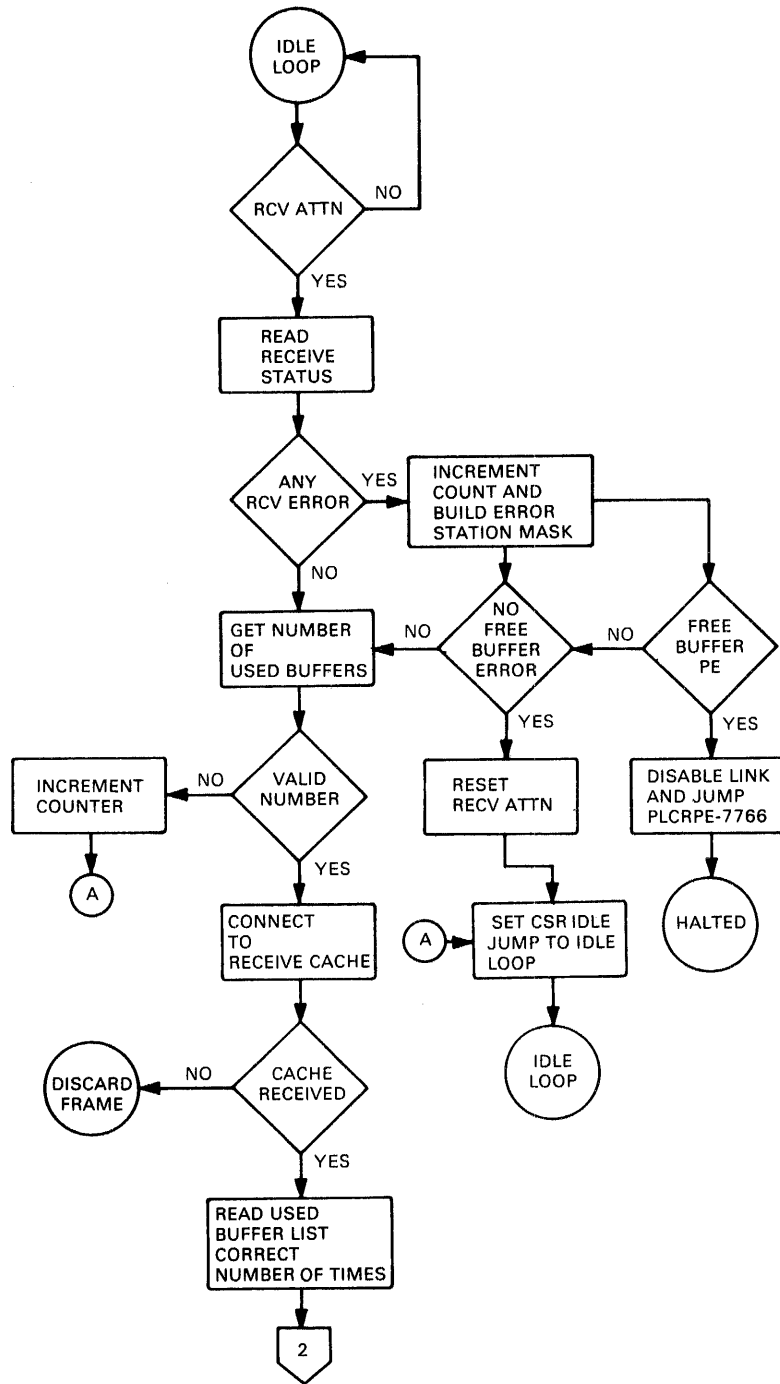 IDLE
LOOP
RCV ATTN
NO
YES
READ
RECEIVE
STATUS
ANY
RCV ERROR
YES
NO
INCREMENT
COUNT AND
BUILD ERROR
STATION MASK
GET NUMBER
OF
USED BUFFERS
NO
NO
FREE
BUFFER
ERROR
NO
FREE
BUFFER
PE
YES
YES
INCREMENT
COUNTER
NO
VALID
NUMBER
YES
RESET
RECV ATTN
DISABLE LINK
AND JUMP
PLCRPE-7766
A
CONNECT
TO
RECEIVE CACHE
A
SET CSR IDLE
JUMP TO IDLE
LOOP
HALTED
DISCARD
FRAME
NO
CACHE
RECEIVED
YES
IDLE
LOOP
READ USED
BUFFER LIST
CORRECT
NUMBER OF TIMES
2